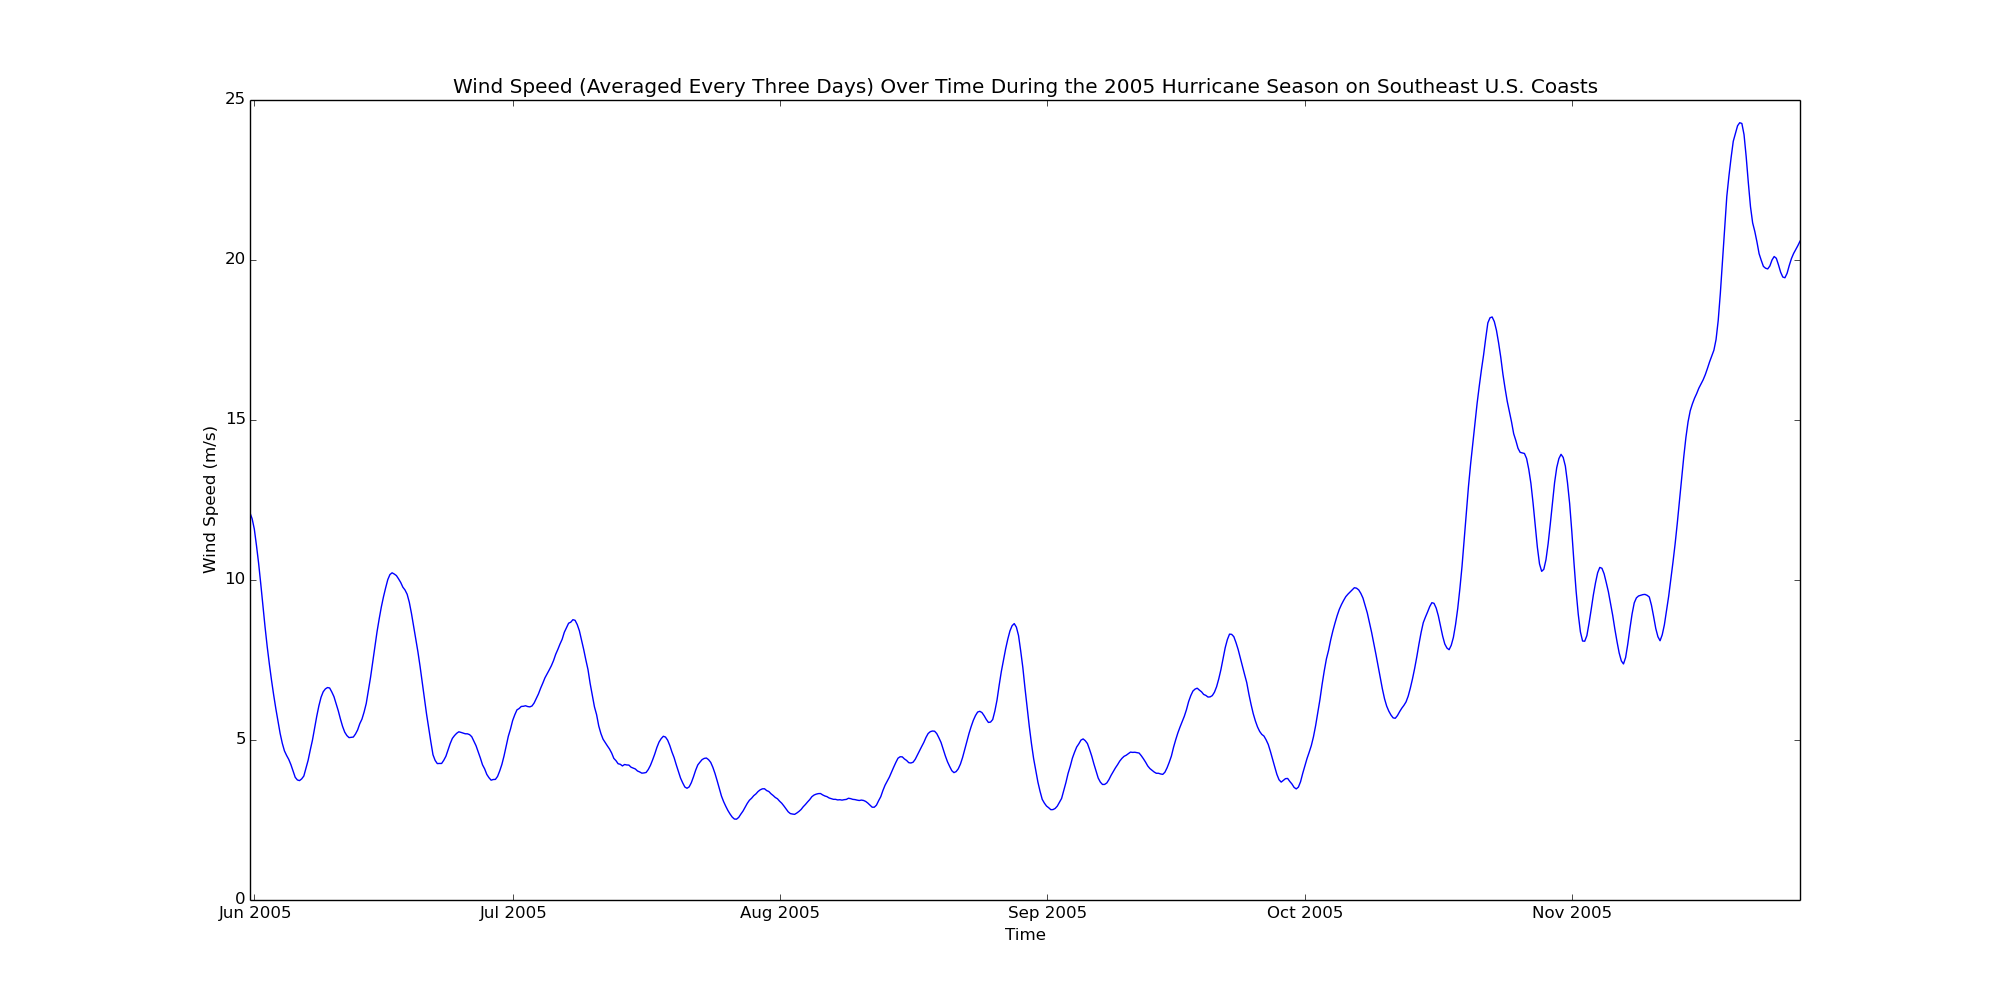 Wind Speed (Averaged Every Three Days) Over Time During the 2005 Hurricane Season on Southeast U.S. Coasts
25
20
15
10
5
0
Wind Speed (m/s)
Jun 2005 Jul 2005 Aug 2005 Sep 2005 Oct 2005 Nov 2005
Time